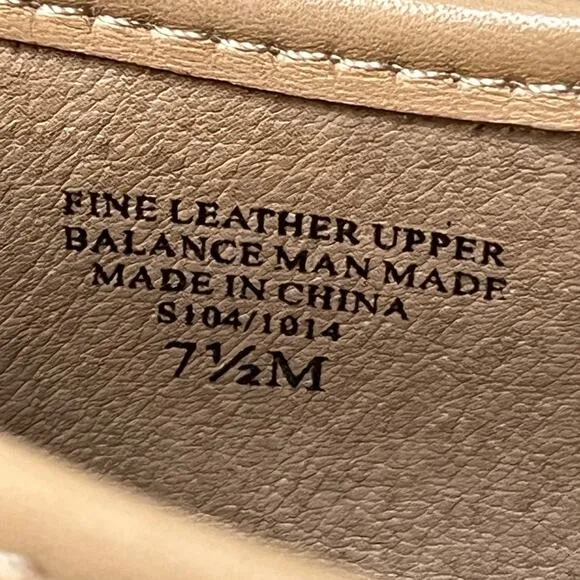 FINE LEATHER UPPER
BALANCE MAN MADE
MADE IN CHINA
S104/1014
7½M